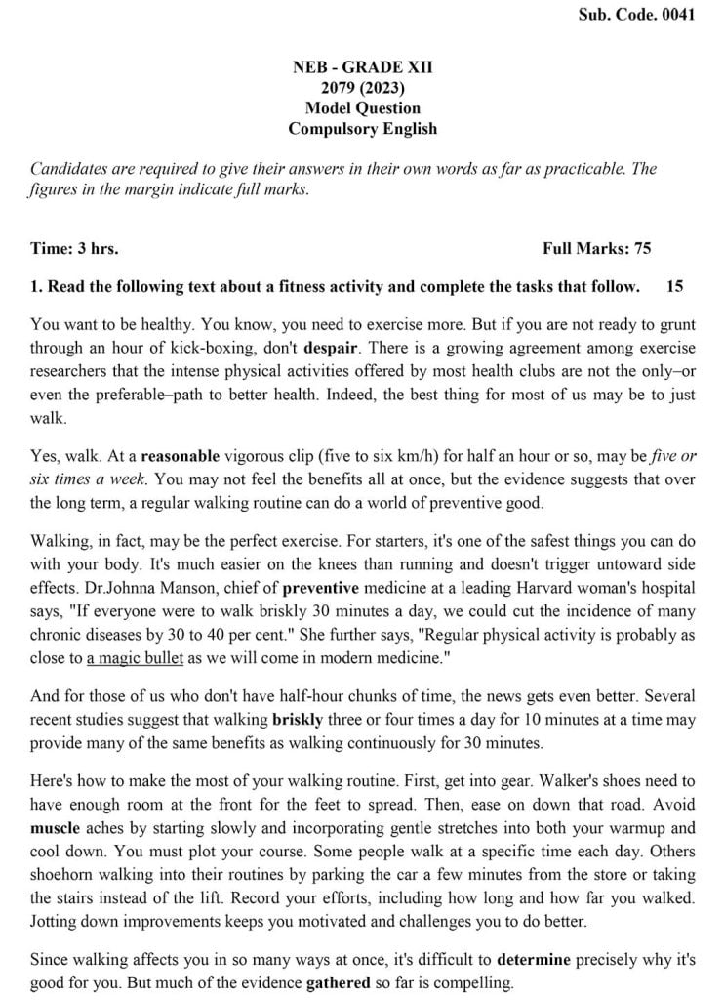 Sub. Code. 0041
NEB - GRADE XII
2079 (2023)
Model Question
Compulsory English
Candidates are required to give their answers in their own words as far as practicable. The
figures in the margin indicate full marks.
Time: 3 hrs. Full Marks: 75
1. Read the following text about a fitness activity and complete the tasks that follow. 15
You want to be healthy. You know, you need to exercise more. But if you are not ready to grunt
through an hour of kick-boxing, don't despair. There is a growing agreement among exercise
researchers that the intense physical activities offered by most health clubs are not the only–or
even the preferable–path to better health. Indeed, the best thing for most of us may be to just
walk.
Yes, walk. At a reasonable vigorous clip (five to six km/h) for half an hour or so, may be five or
six times a week. You may not feel the benefits all at once, but the evidence suggests that over
the long term, a regular walking routine can do a world of preventive good.
Walking, in fact, may be the perfect exercise. For starters, it's one of the safest things you can do
with your body. It's much easier on the knees than running and doesn't trigger untoward side
effects. Dr.Johnna Manson, chief of preventive medicine at a leading Harvard woman's hospital
says, "If everyone were to walk briskly 30 minutes a day, we could cut the incidence of many
chronic diseases by 30 to 40 per cent." She further says, "Regular physical activity is probably as
close to a magic bullet as we will come in modern medicine."
And for those of us who don't have half-hour chunks of time, the news gets even better. Several
recent studies suggest that walking briskly three or four times a day for 10 minutes at a time may
provide many of the same benefits as walking continuously for 30 minutes.
Here's how to make the most of your walking routine. First, get into gear. Walker's shoes need to
have enough room at the front for the feet to spread. Then, ease on down that road. Avoid
muscle aches by starting slowly and incorporating gentle stretches into both your warmup and
cool down. You must plot your course. Some people walk at a specific time each day. Others
shoehorn walking into their routines by parking the car a few minutes from the store or taking
the stairs instead of the lift. Record your efforts, including how long and how far you walked.
Jotting down improvements keeps you motivated and challenges you to do better.
Since walking affects you in so many ways at once, it's difficult to determine precisely why it's
good for you. But much of the evidence gathered so far is compelling.